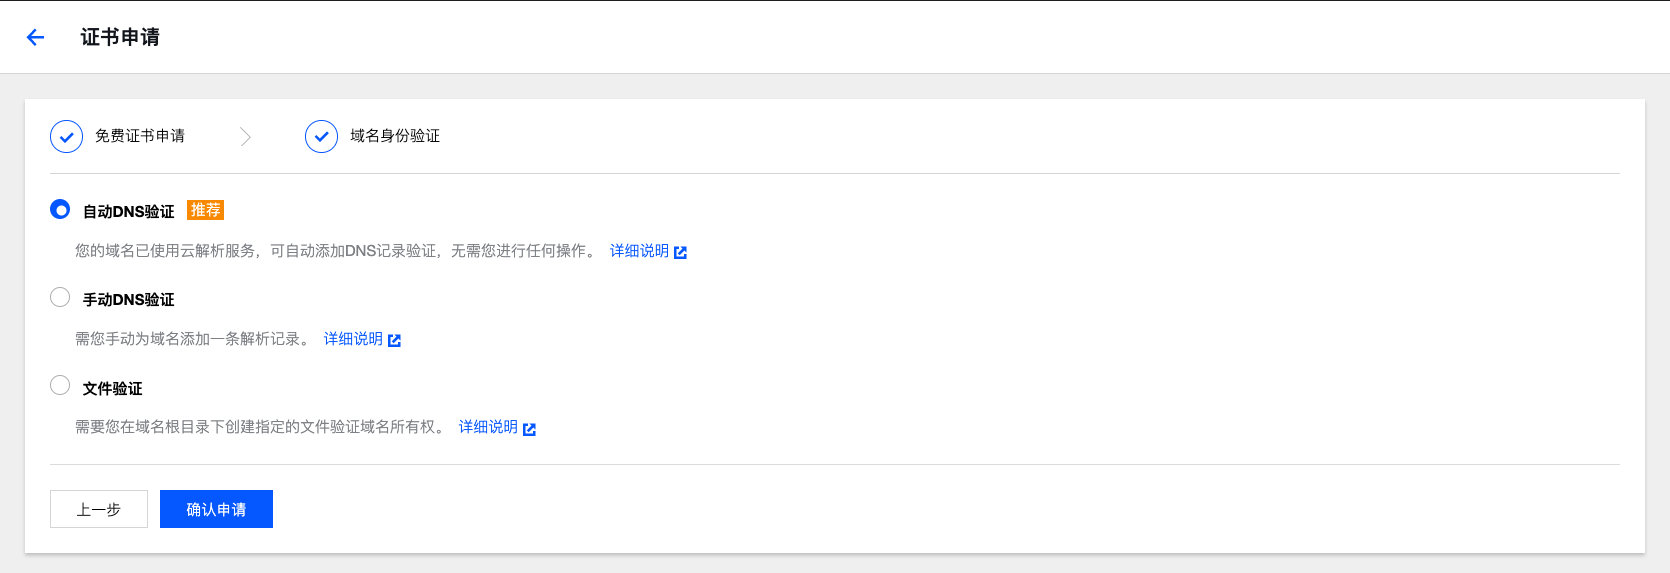 证书申请
免费证书申请 域名身份验证
自动DNS验证 推荐
您的域名已使用云解析服务，可自动添加DNS记录验证，无需您进行任何操作。 详细说明
手动DNS验证
需您手动为域名添加一条解析记录。 详细说明
文件验证
需要您在域名根目录下创建指定的文件验证域名所有权。 详细说明
上一步 确认申请